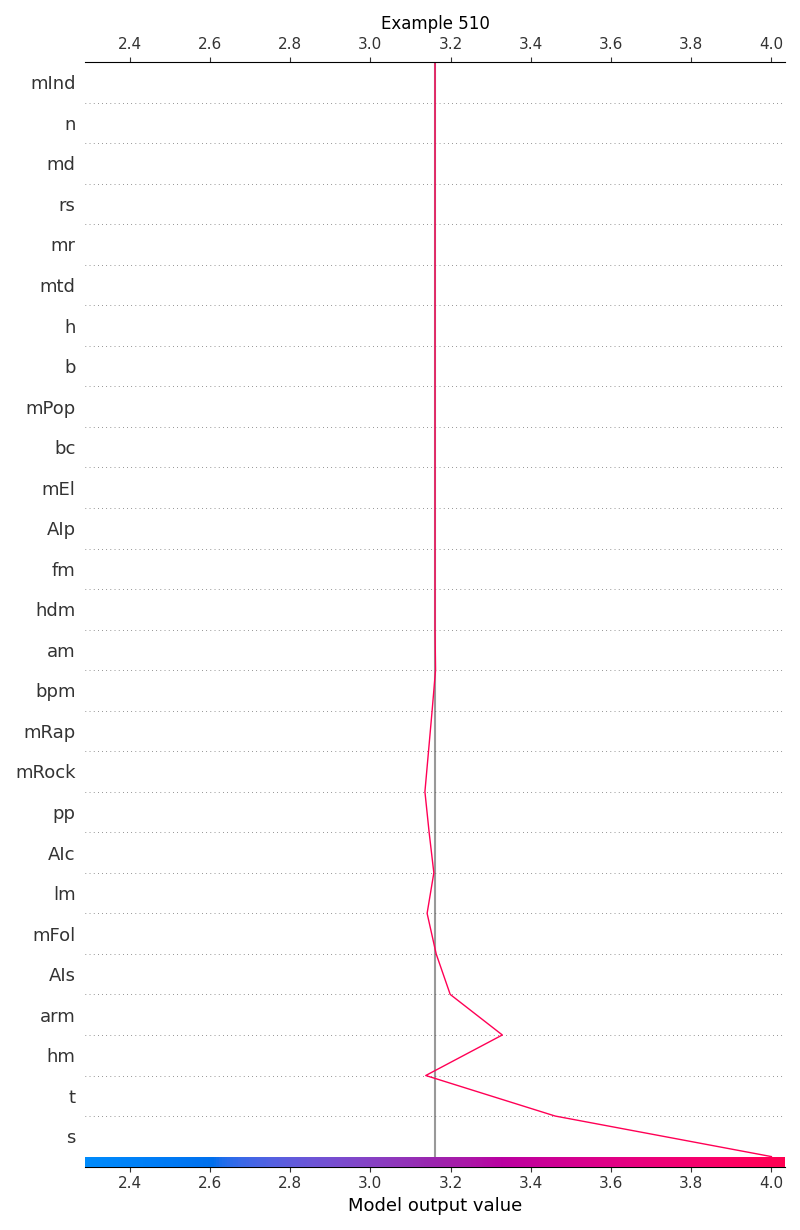 Example 510
2.4 2.6 2.8 3.0 3.2 3.4 3.6 3.8 4.0
mInd
n
md
rs
mr
mtd
h
b
mPop
bc
mEl
AIp
fm
hdm
am
bpm
mRap
mRock
pp
AIc
lm
mFol
AIs
arm
hm
t
s
2.4 2.6 2.8 3.0 3.2 3.4 3.6 3.8 4.0
Model output value